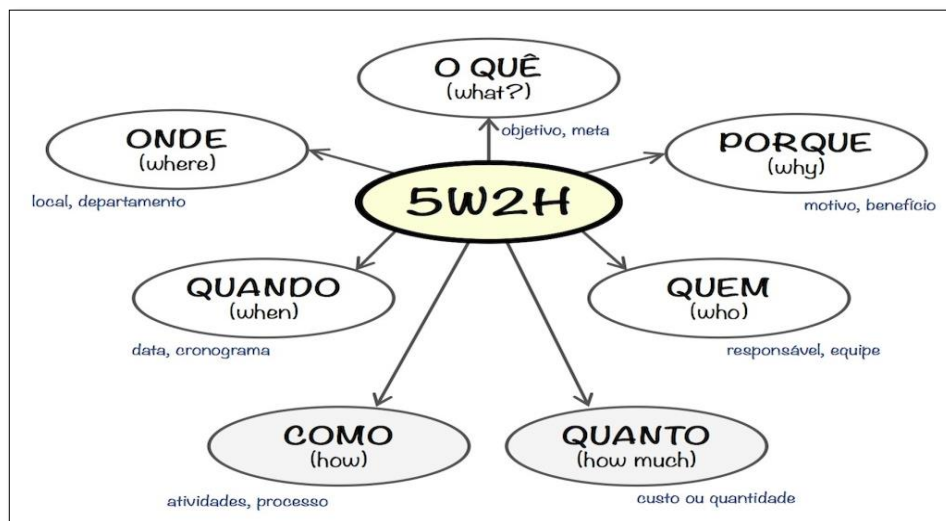 O QUÊ
(what?)
objetivo, meta
ONDE
(where)
local, departamento
PORQUE
(why)
motivo, benefício
5W2H
QUANDO
(when)
data, cronograma
QUEM
(who)
responsável, equipe
COMO
(how)
atividades, processo
QUANTO
(how much)
custo ou quantidade